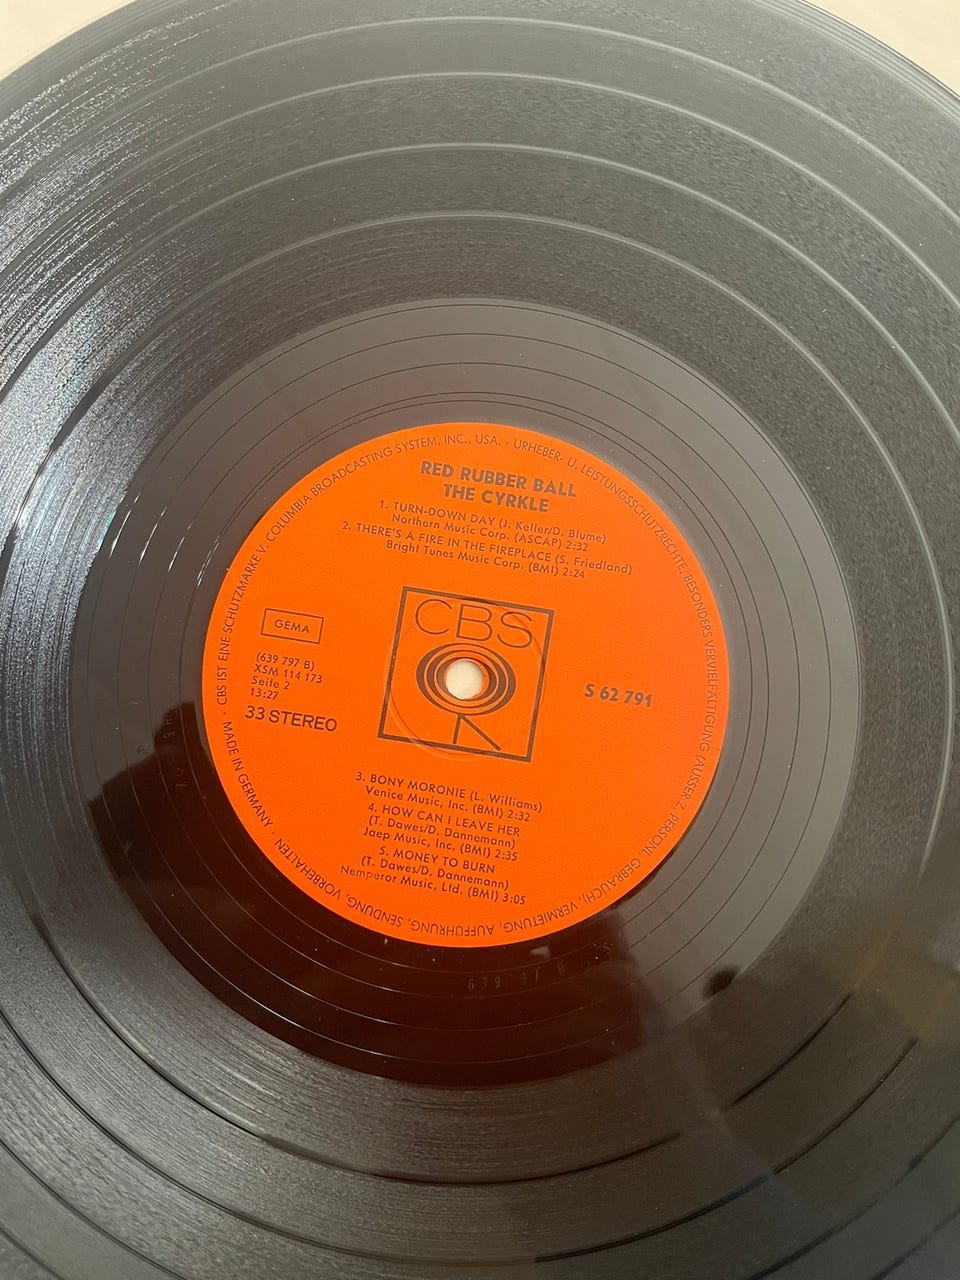 CBS IST EINE SCHUTZMARKE V. COLUMBIA BROADCASTING SYSTEM, INC., USA. · URHEBER- U. LEISTUNGSSCHUTZRECHTE, BESONDERS VERVIELFÄLTIGUNG (AUSSER Z. PERSÖNL. GEBRAUCH), VERMIETUNG, AUFFÜHRUNG, SENDUNG, VORBEHALTEN · MADE IN GERMANY ·
RED RUBBER BALL
THE CYRKLE
1. TURN-DOWN DAY (J. Keller/D. Blume)
Northern Music Corp. (ASCAP) 2:32
2. THERE'S A FIRE IN THE FIREPLACE (S. Friedland)
Bright Tunes Music Corp. (BMI) 2:24
CBS
GEMA
(639 797 B)
XSM 114 173
Seite 2
13:27
33 STEREO
S 62 791
3. BONY MORONIE (L. Williams)
Venice Music, Inc. (BMI) 2:32
4. HOW CAN I LEAVE HER
(T. Dawes/D. Dannemann)
Jaep Music, Inc. (BMI) 2:35
5. MONEY TO BURN
(T. Dawes/D. Dannemann)
Nemperor Music, Ltd. (BMI) 3:05